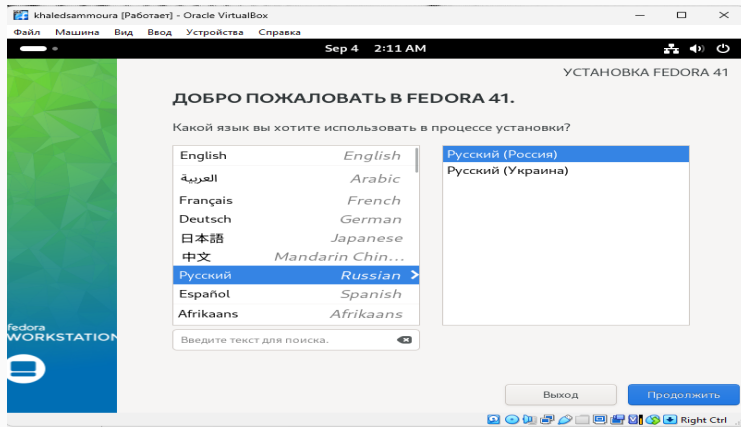 khaledsammoura [Работает] - Oracle VirtualBox
Файл Машина Вид Ввод Устройства Справка
Sep 4 2:11 AM
УСТАНОВКА FEDORA 41
ДОБРО ПОЖАЛОВАТЬ В FEDORA 41.
Какой язык вы хотите использовать в процессе установки?
English English
العربية Arabic
Français French
Deutsch German
日本語 Japanese
中文 Mandarin Chin...
Русский Russian
Español Spanish
Afrikaans Afrikaans
Русский (Россия)
Русский (Украина)
Введите текст для поиска.
fedora
WORKSTATION
Выход Продолжить
Right Ctrl